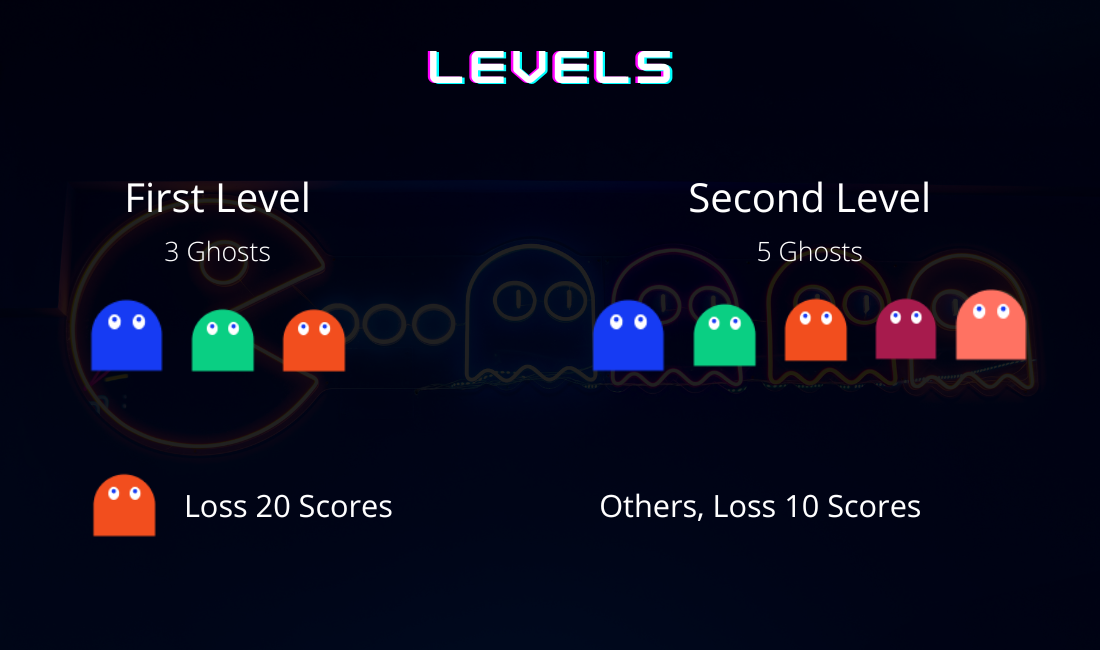 LEVELS
First Level
3 Ghosts
Second Level
5 Ghosts
Loss 20 Scores
Others, Loss 10 Scores